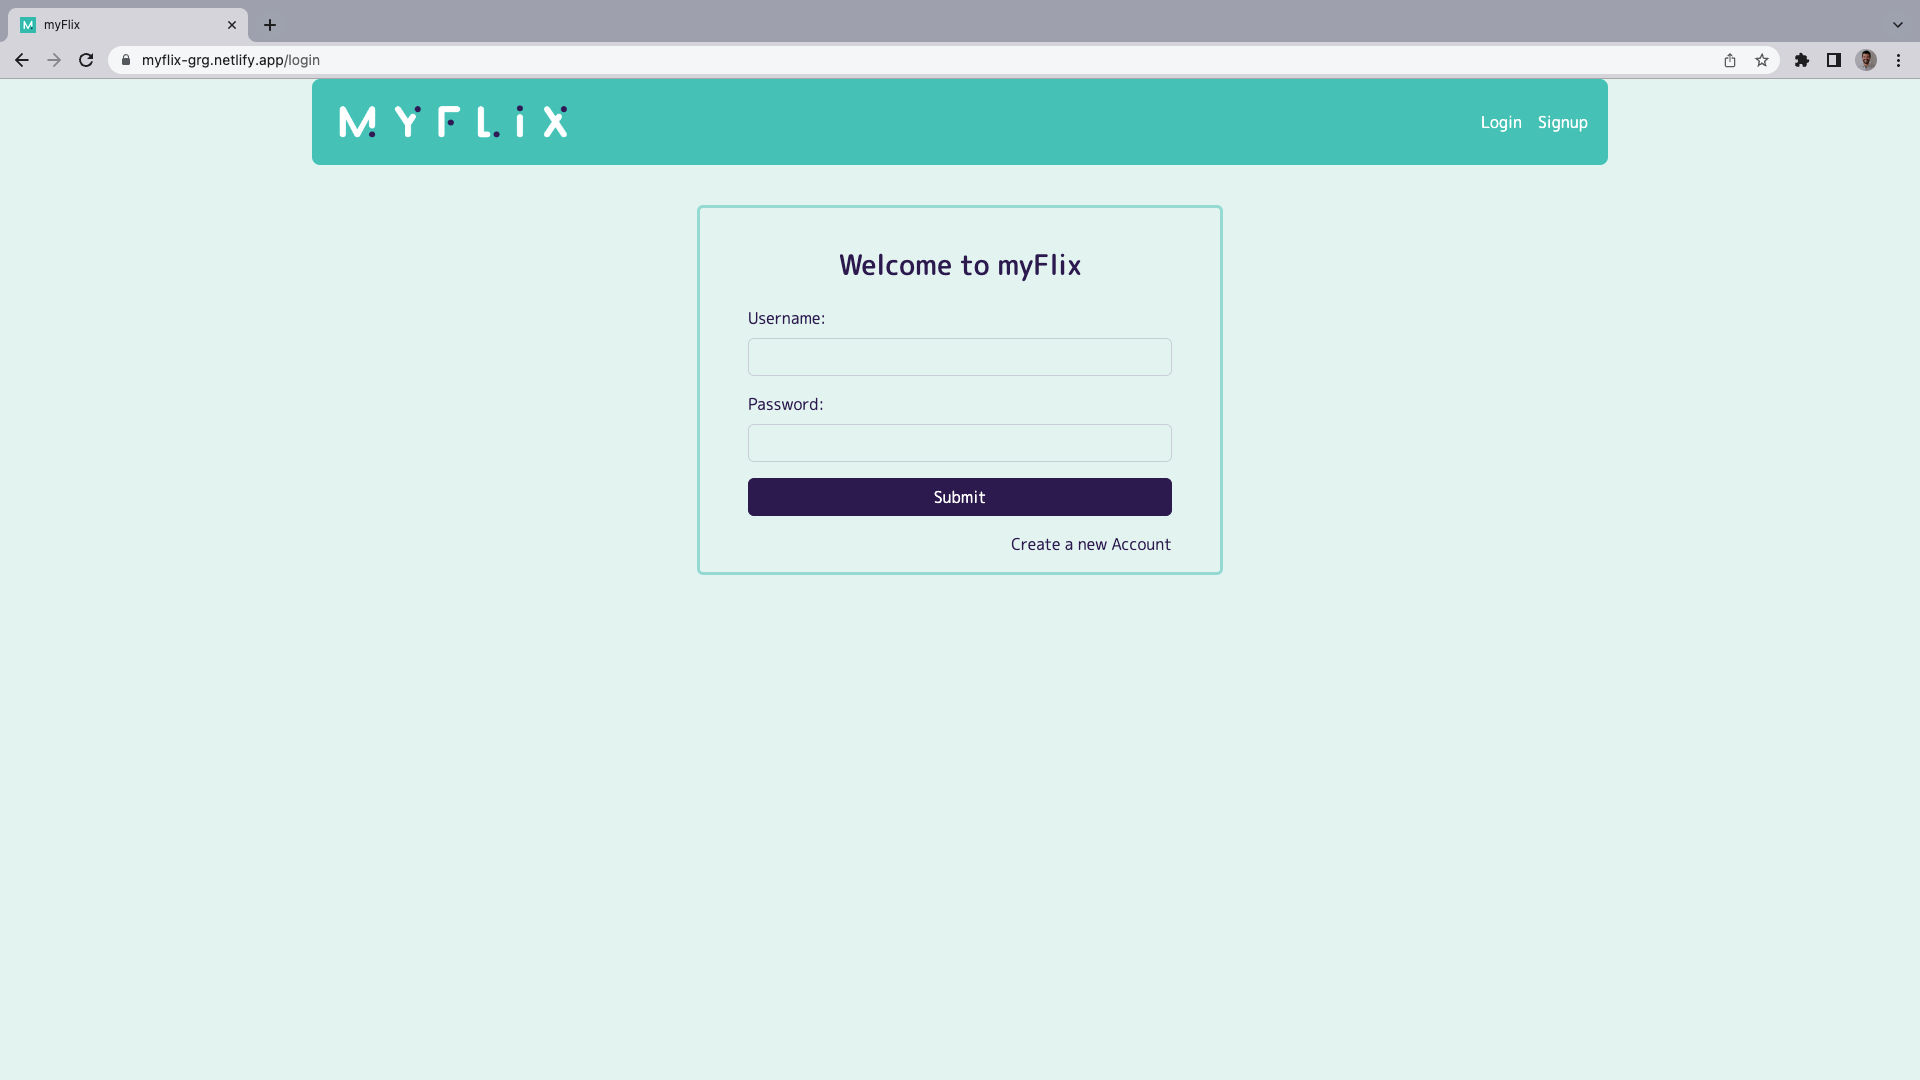 myFlix
myflix-grg.netlify.app/login
MYFLiX
Login Signup
Welcome to myFlix
Username:
Password:
Submit
Create a new Account